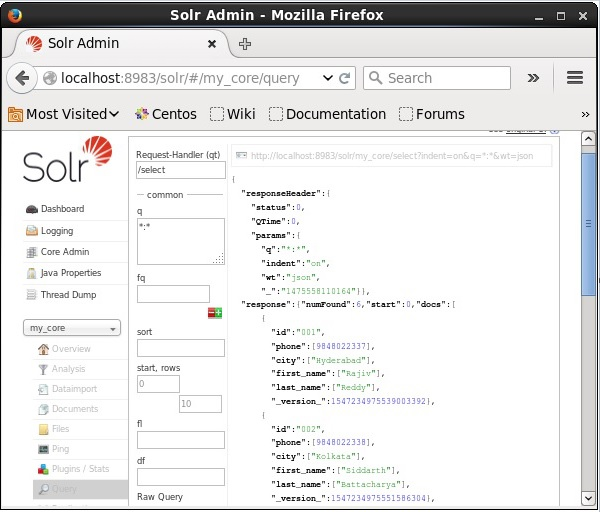 Solr Admin - Mozilla Firefox
Solr Admin
localhost:8983/solr/#/my_core/query
Search
Most Visited
Centos
Wiki
Documentation
Forums
Solr
Dashboard
Logging
Core Admin
Java Properties
Thread Dump
my_core
Overview
Analysis
Dataimport
Documents
Files
Ping
Plugins / Stats
Query
Request-Handler (qt)
/select
common
q
*:*
fq
sort
start, rows
0
10
fl
df
Raw Query
http://localhost:8983/solr/my_core/select?indent=on&q=*:*&wt=json
{
"responseHeader":{
"status":0,
"QTime":0,
"params":{
"q":"*:*",
"indent":"on",
"wt":"json",
"_":"1475558110164"}},
"response":{"numFound":6,"start":0,"docs":[
{
"id":"001",
"phone":[9848022337],
"city":["Hyderabad"],
"first_name":["Rajiv"],
"last_name":["Reddy"],
"_version_":1547234975539003392},
{
"id":"002",
"phone":[9848022338],
"city":["Kolkata"],
"first_name":["Siddarth"],
"last_name":["Battacharya"],
"_version_":1547234975551586304},